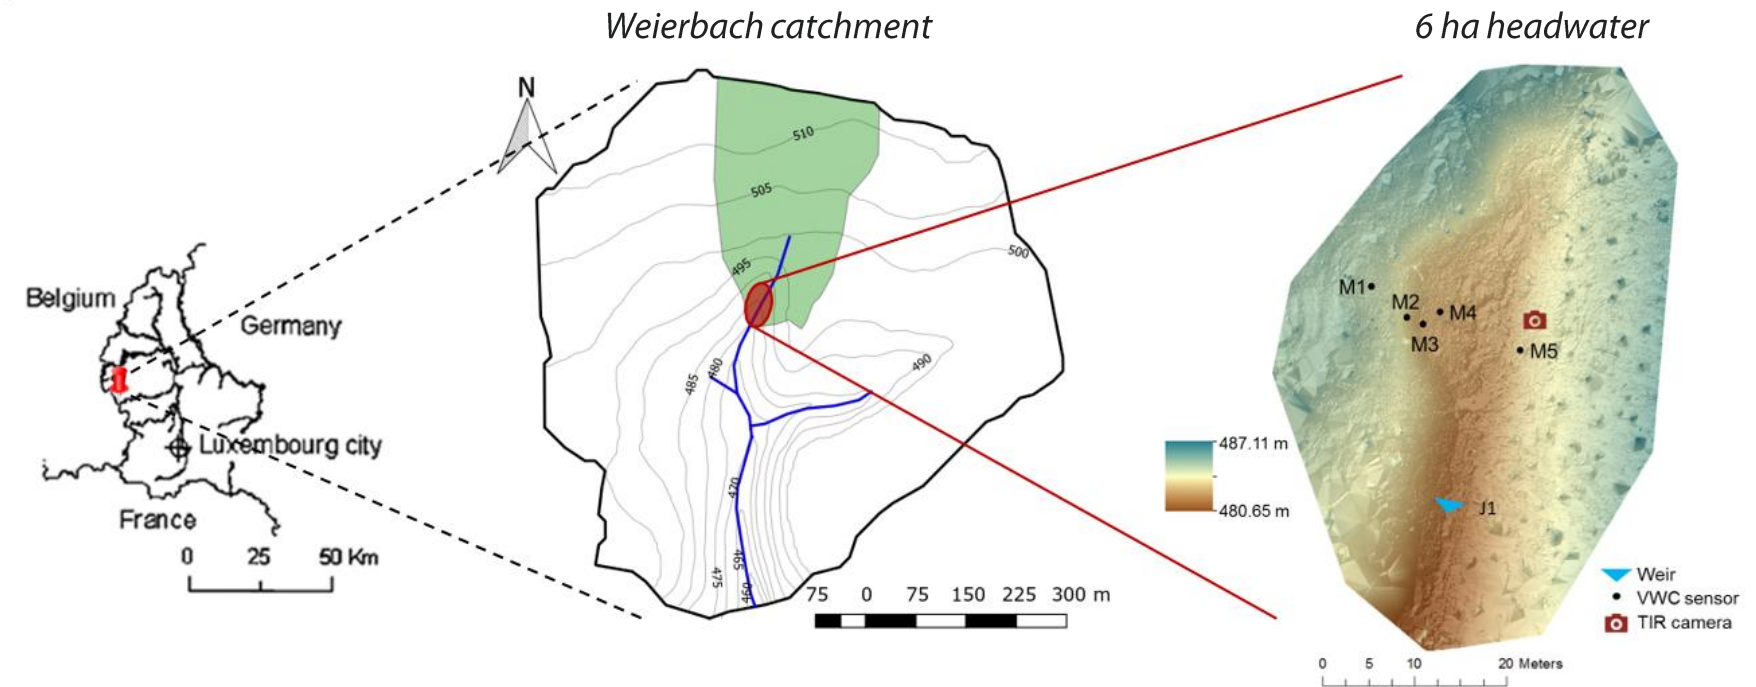 Weierbach catchment
6 ha headwater
N
510
505
500
495
490
485
480
475
470
465
460
Belgium
Germany
Luxembourg city
France
0 25 50 Km
75 0 75 150 225 300 m
M1
M2
M3
M4
M5
J1
487.11 m
480.65 m
Weir
VWC sensor
TIR camera
0 5 10 20 Meters